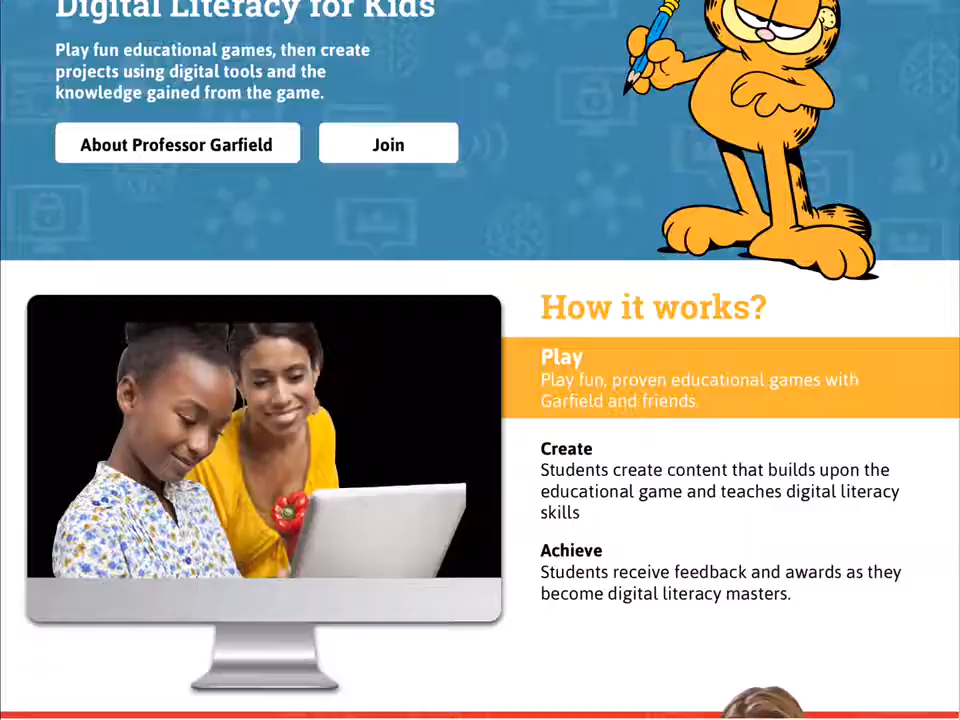 Digital Literacy for Kids
Play fun educational games, then create
projects using digital tools and the
knowledge gained from the game.
About Professor Garfield
Join
How it works?
Play
Play fun, proven educational games with
Garfield and friends.
Create
Students create content that builds upon the
educational game and teaches digital literacy
skills
Achieve
Students receive feedback and awards as they
become digital literacy masters.